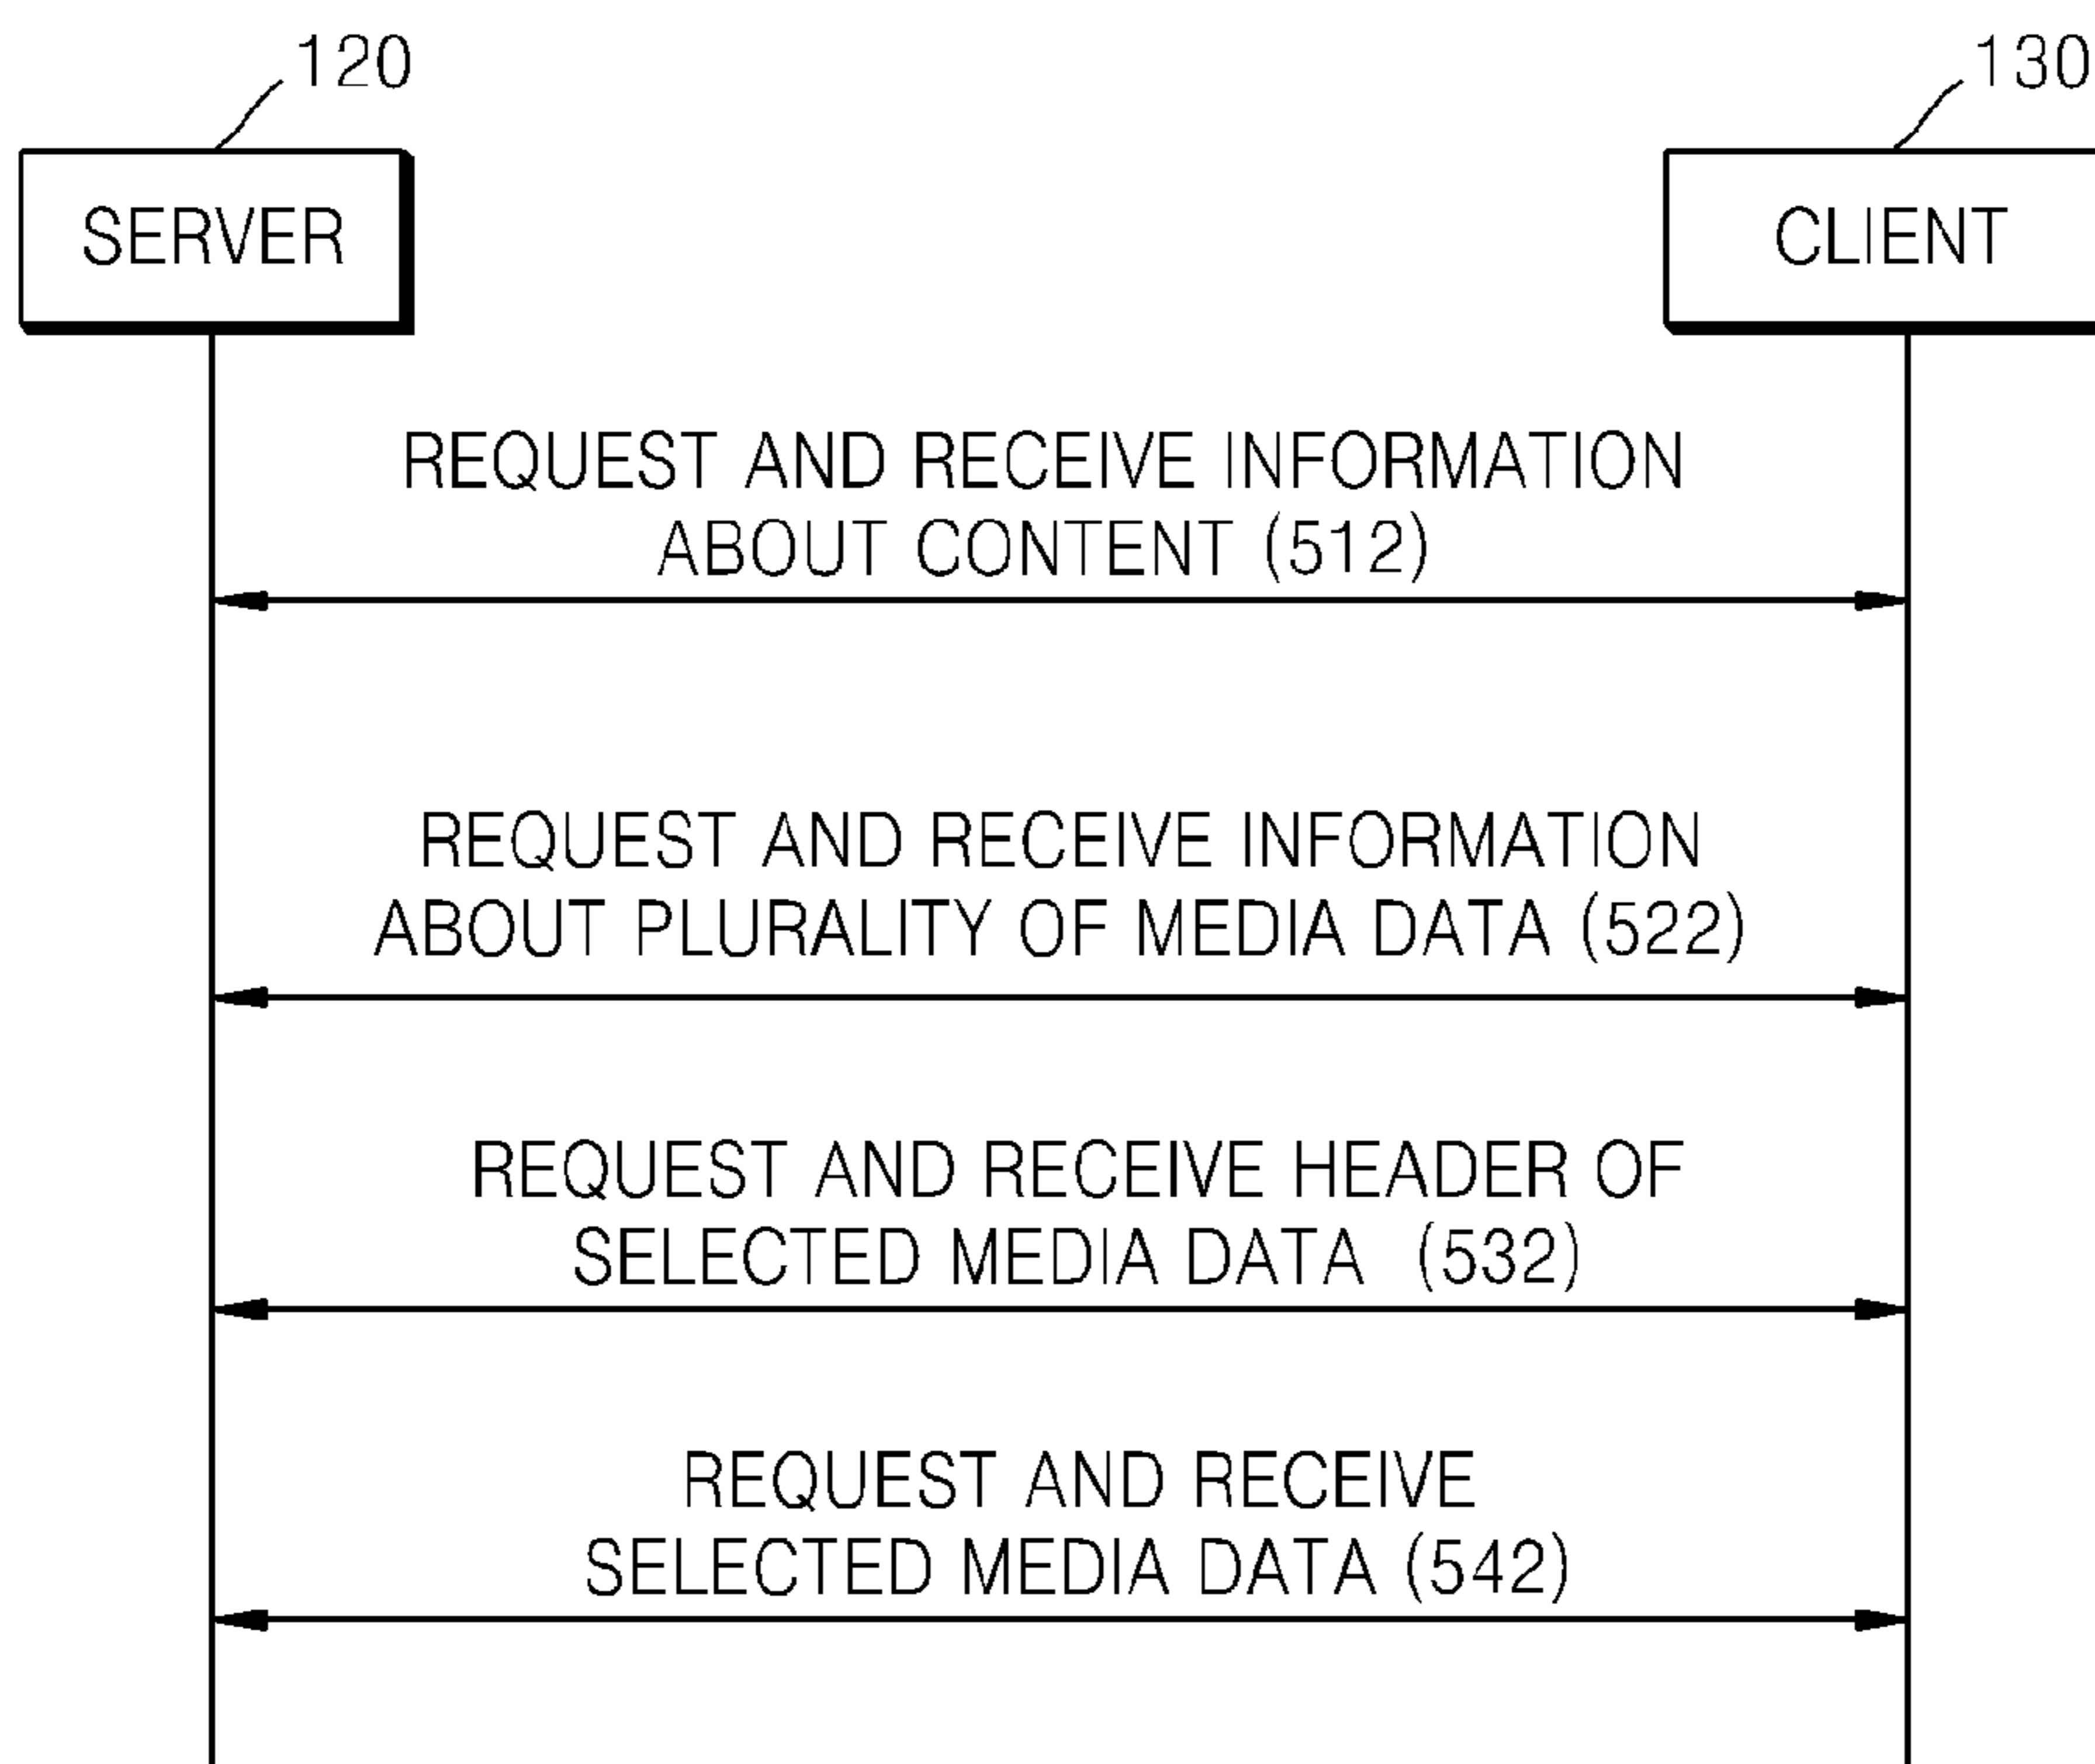 120
130
SERVER
CLIENT
REQUEST AND RECEIVE INFORMATION
ABOUT CONTENT (512)
REQUEST AND RECEIVE INFORMATION
ABOUT PLURALITY OF MEDIA DATA (522)
REQUEST AND RECEIVE HEADER OF
SELECTED MEDIA DATA (532)
REQUEST AND RECEIVE
SELECTED MEDIA DATA (542)